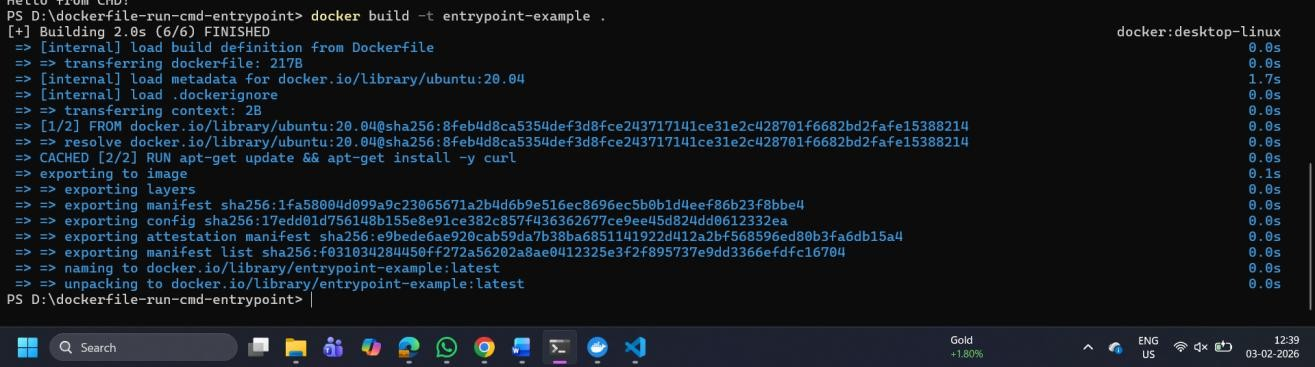 Hello from CMD!
PS D:\dockerfile-run-cmd-entrypoint> docker build -t entrypoint-example .
[+] Building 2.0s (6/6) FINISHED docker:desktop-linux
=> [internal] load build definition from Dockerfile 0.0s
=> => transferring dockerfile: 217B 0.0s
=> [internal] load metadata for docker.io/library/ubuntu:20.04 1.7s
=> [internal] load .dockerignore 0.0s
=> => transferring context: 2B 0.0s
=> [1/2] FROM docker.io/library/ubuntu:20.04@sha256:8feb4d8ca5354def3d8fce243717141ce31e2c428701f6682bd2fafe15388214 0.0s
=> => resolve docker.io/library/ubuntu:20.04@sha256:8feb4d8ca5354def3d8fce243717141ce31e2c428701f6682bd2fafe15388214 0.0s
=> CACHED [2/2] RUN apt-get update && apt-get install -y curl 0.0s
=> exporting to image 0.1s
=> => exporting layers 0.0s
=> => exporting manifest sha256:1fa58004d099a9c23065671a2b4d6b9e516ec8696ec5b0b1d4eef86b23f8bbe4 0.0s
=> => exporting config sha256:17edd01d756148b155e8e91ce382c857f436362677ce9ee45d824dd0612332ea 0.0s
=> => exporting attestation manifest sha256:e9bede6ae920cab59da7b38ba6851141922d412a2bf568596ed80b3fa6db15a4 0.0s
=> => exporting manifest list sha256:f031034284450ff272a56202a8ae0412325e3f2f895737e9dd3366efdfc16704 0.0s
=> => naming to docker.io/library/entrypoint-example:latest 0.0s
=> => unpacking to docker.io/library/entrypoint-example:latest 0.0s
PS D:\dockerfile-run-cmd-entrypoint>
Search
Gold
+1.80%
ENG
US
12:39
03-02-2026